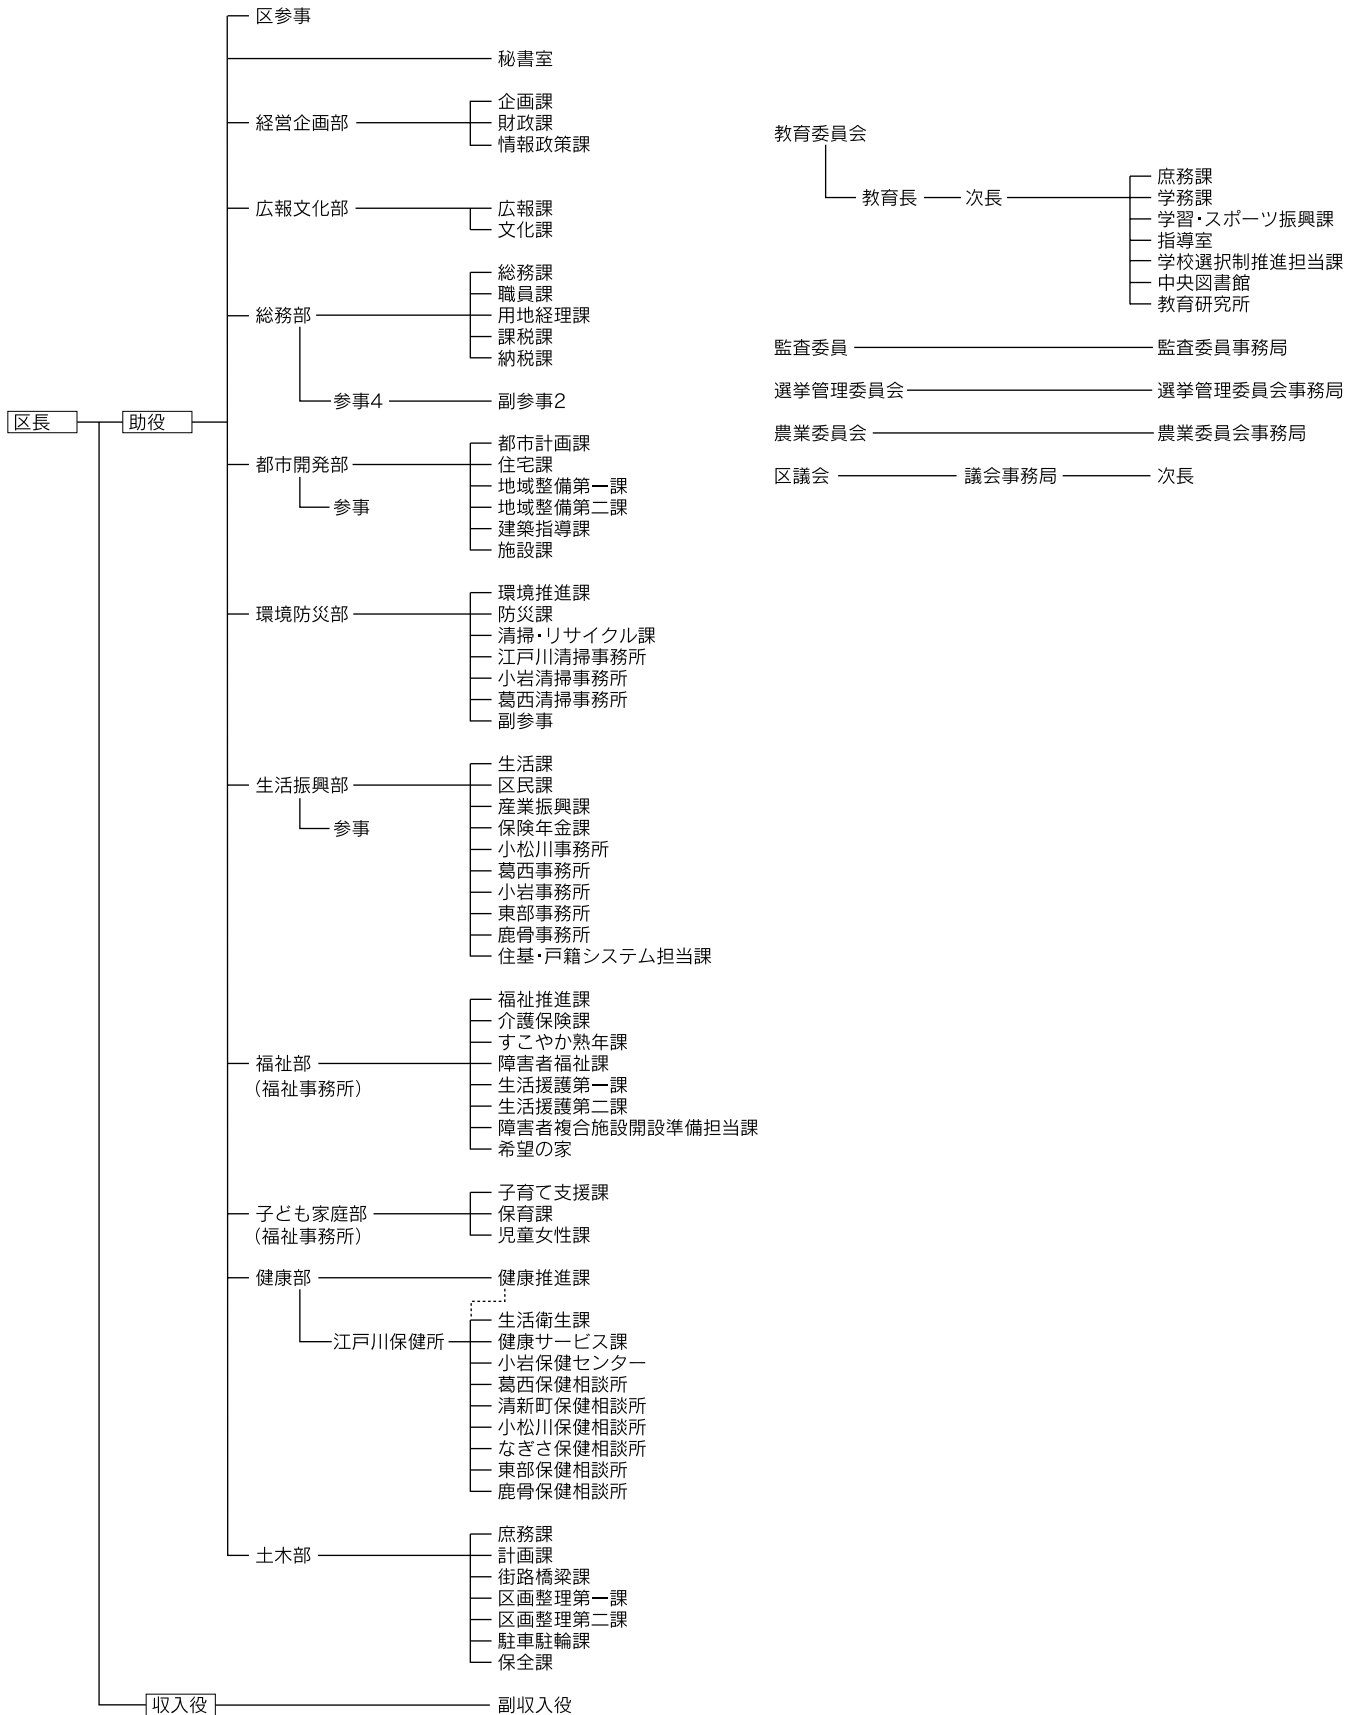 区参事
秘書室
経営企画部
企画課
財政課
情報政策課
広報文化部
広報課
文化課
総務部
総務課
職員課
用地経理課
課税課
納税課
参事4
副参事2
区長
助役
都市開発部
参事
都市計画課
住宅課
地域整備第一課
地域整備第二課
建築指導課
施設課
環境防災部
環境推進課
防災課
清掃・リサイクル課
江戸川清掃事務所
小岩清掃事務所
葛西清掃事務所
副参事
生活振興部
参事
生活課
区民課
産業振興課
保険年金課
小松川事務所
葛西事務所
小岩事務所
東部事務所
鹿骨事務所
住基・戸籍システム担当課
福祉部
(福祉事務所)
福祉推進課
介護保険課
すこやか熟年課
障害者福祉課
生活援護第一課
生活援護第二課
障害者複合施設開設準備担当課
希望の家
子ども家庭部
(福祉事務所)
子育て支援課
保育課
児童女性課
健康部
健康推進課
江戸川保健所
生活衛生課
健康サービス課
小岩保健センター
葛西保健相談所
清新町保健相談所
小松川保健相談所
なぎさ保健相談所
東部保健相談所
鹿骨保健相談所
土木部
庶務課
計画課
街路橋梁課
区画整理第一課
区画整理第二課
駐車駐輪課
保全課
収入役
副収入役
教育委員会
教育長
次長
庶務課
学務課
学習・スポーツ振興課
指導室
学校選択制推進担当課
中央図書館
教育研究所
監査委員
監査委員事務局
選挙管理委員会
選挙管理委員会事務局
農業委員会
農業委員会事務局
区議会
議会事務局
次長